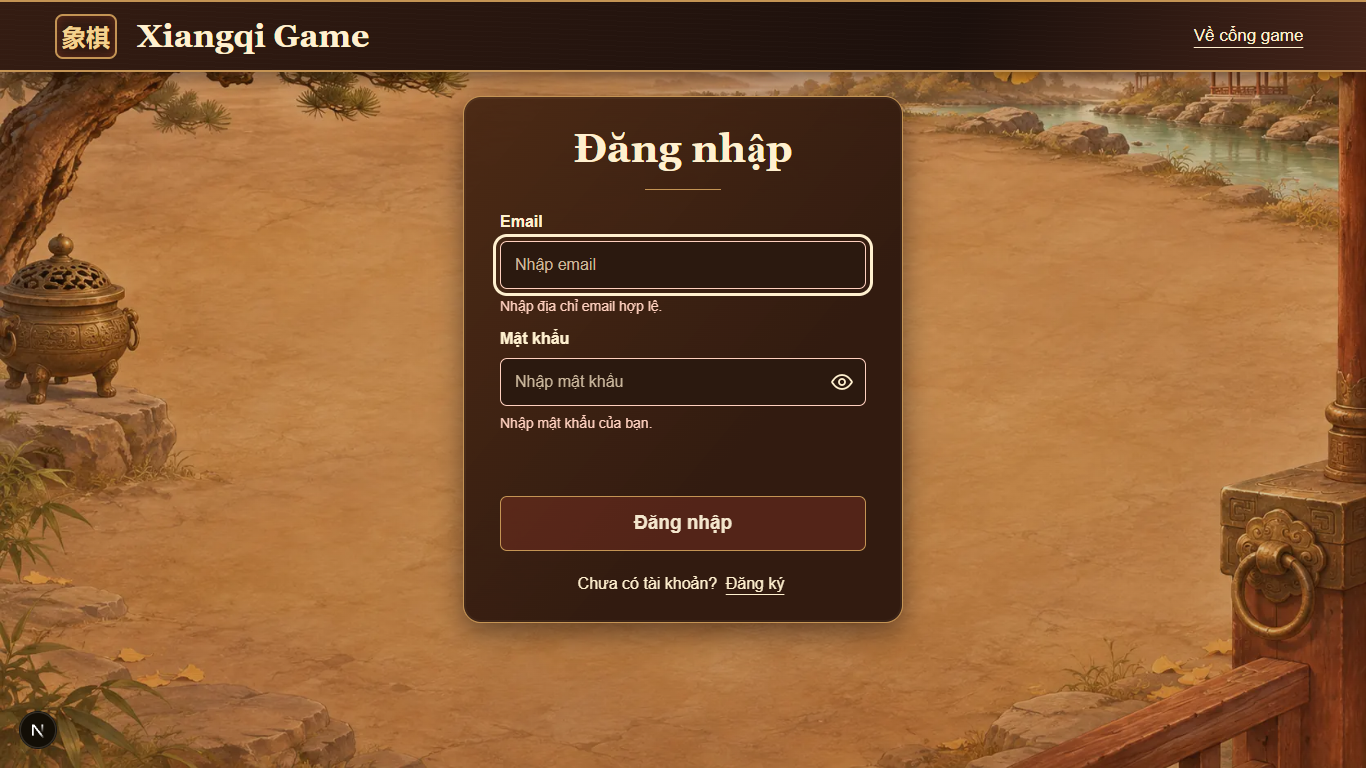 象棋 Xiangqi Game
Về cổng game
Đăng nhập
Email
Nhập email
Nhập địa chỉ email hợp lệ.
Mật khẩu
Nhập mật khẩu
Nhập mật khẩu của bạn.
Đăng nhập
Chưa có tài khoản? Đăng ký
N